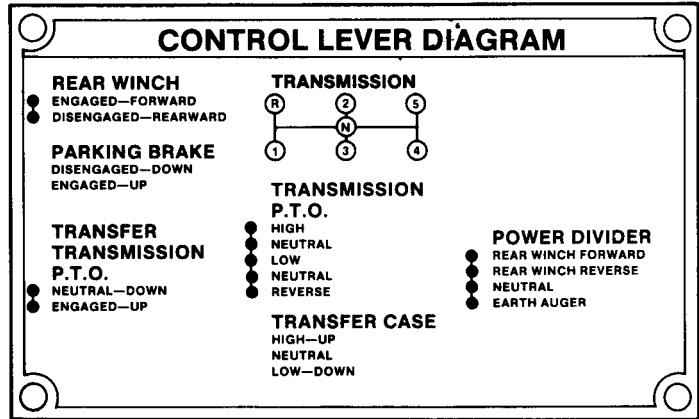 CONTROL LEVER DIAGRAM
REAR WINCH
ENGAGED—FORWARD
DISENGAGED—REARWARD
PARKING BRAKE
DISENGAGED—DOWN
ENGAGED—UP
TRANSFER
TRANSMISSION
P.T.O.
NEUTRAL—DOWN
ENGAGED—UP
TRANSMISSION
R 2 5
N
1 3 4
TRANSMISSION
P.T.O.
HIGH
NEUTRAL
LOW
NEUTRAL
REVERSE
TRANSFER CASE
HIGH—UP
NEUTRAL
LOW—DOWN
POWER DIVIDER
REAR WINCH FORWARD
REAR WINCH REVERSE
NEUTRAL
EARTH AUGER